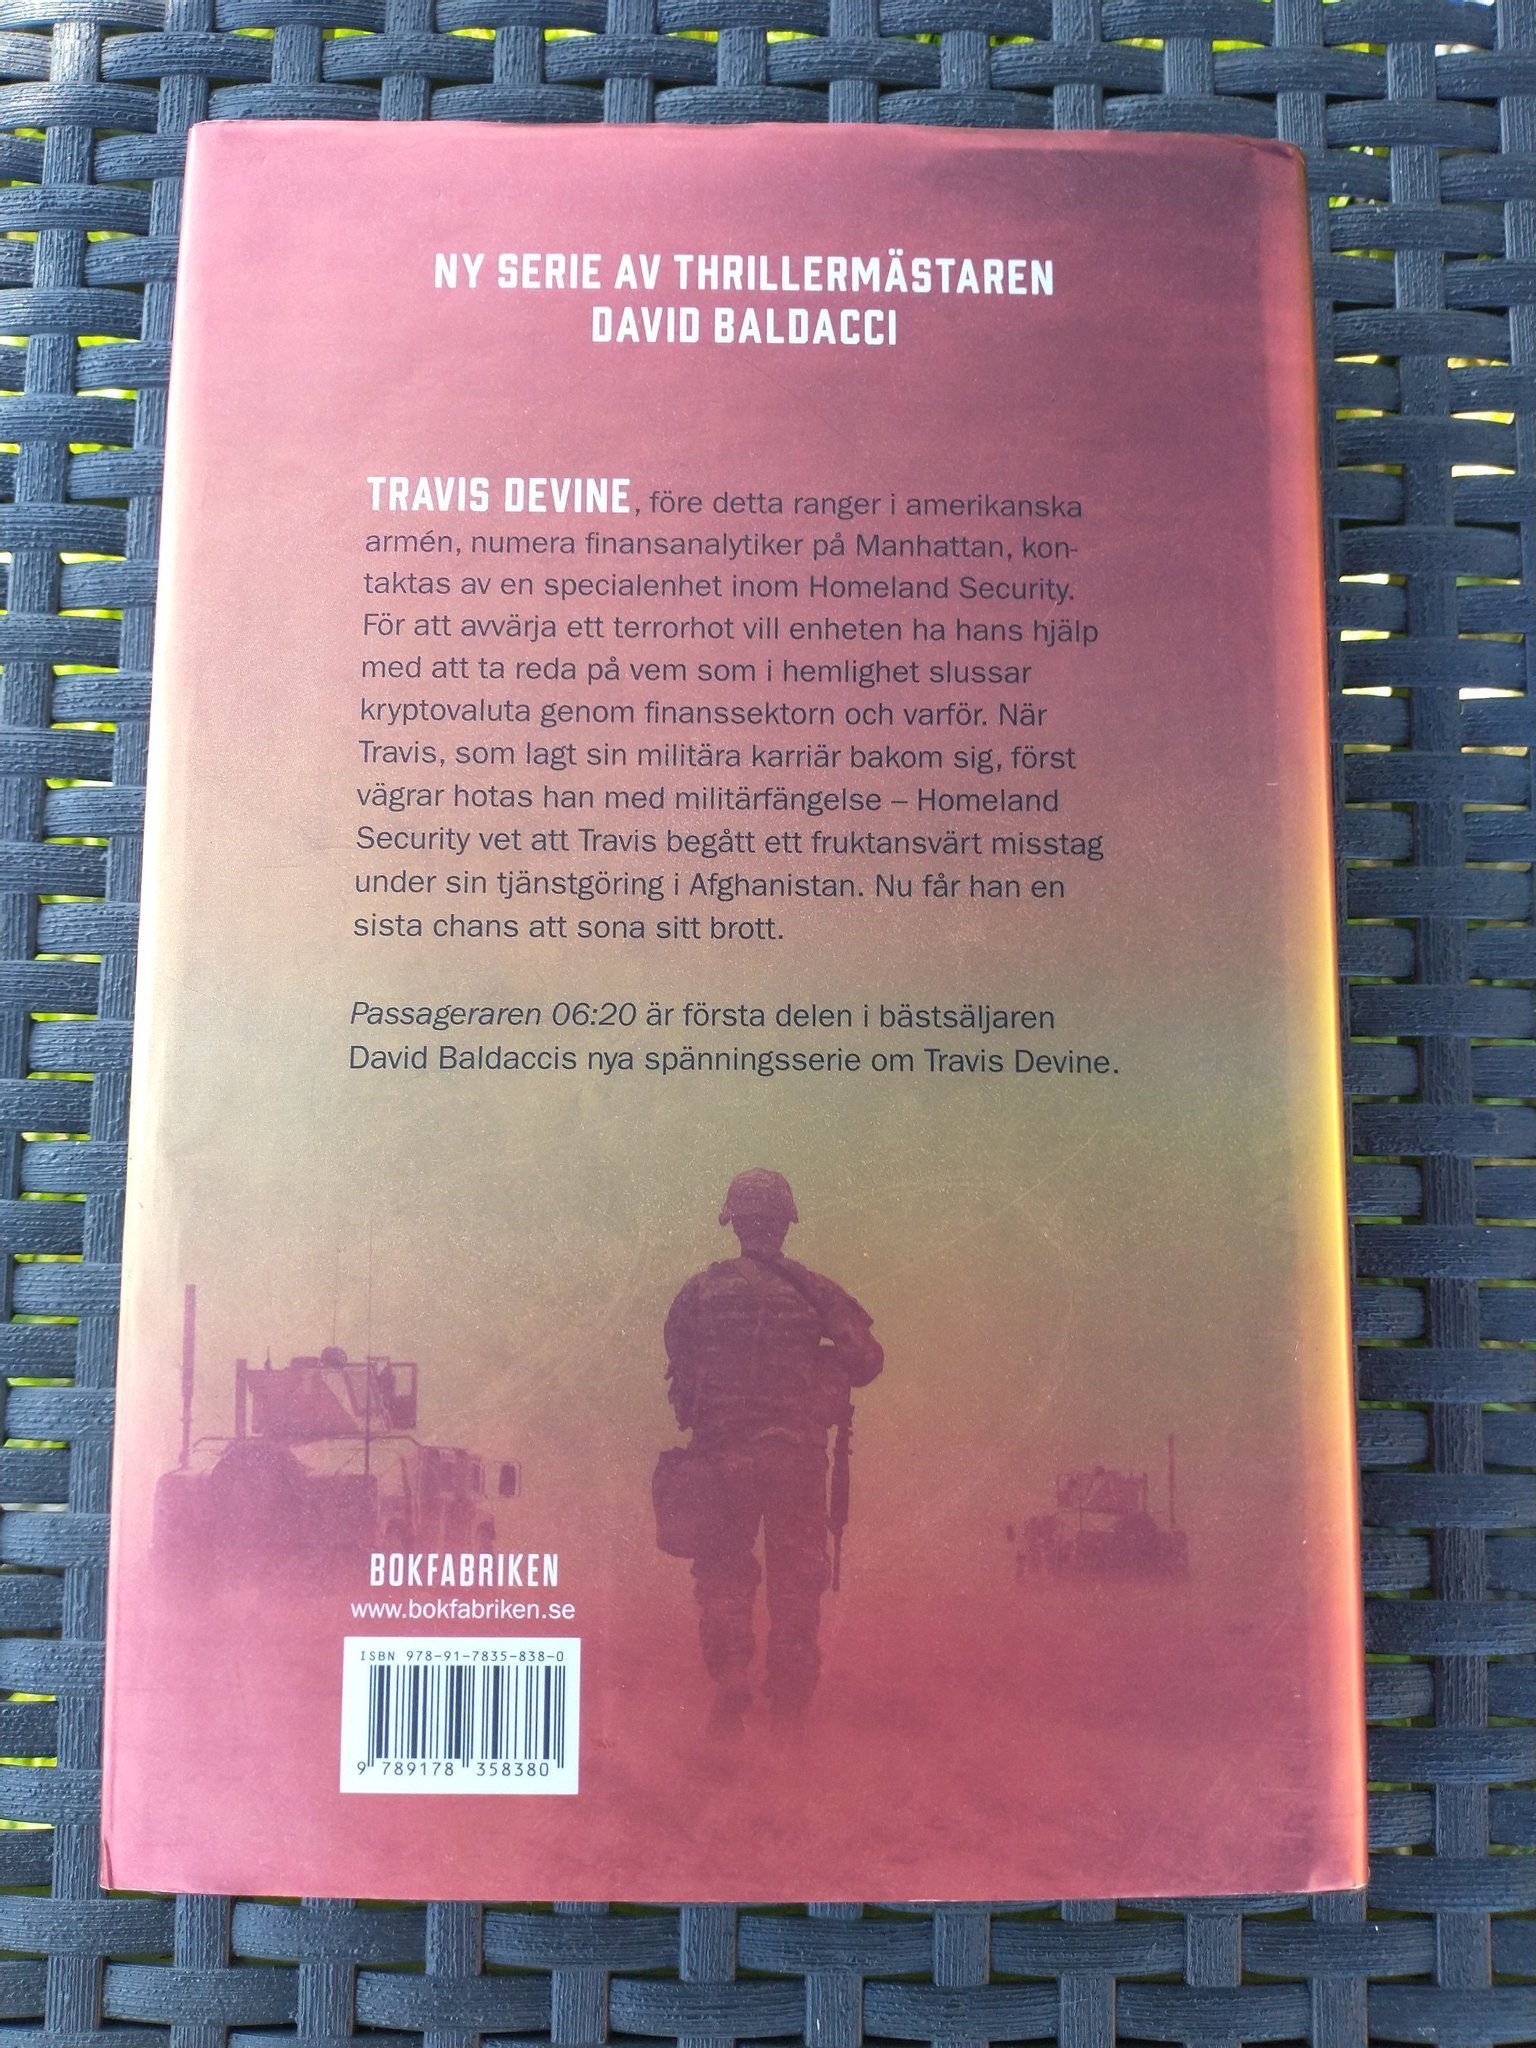 NY SERIE AV THRILLERMÄSTAREN
DAVID BALDACCI
TRAVIS DEVINE, före detta ranger i amerikanska
armén, numera finansanalytiker på Manhattan, kon-
taktas av en specialenhet inom Homeland Security.
För att avvärja ett terrorhot vill enheten ha hans hjälp
med att ta reda på vem som i hemlighet slussar
kryptovaluta genom finanssektorn och varför. När
Travis, som lagt sin militära karriär bakom sig, först
vägrar hotas han med militärfängelse – Homeland
Security vet att Travis begått ett fruktansvärt misstag
under sin tjänstgöring i Afghanistan. Nu får han en
sista chans att sona sitt brott.
Passageraren 06:20 är första delen i bästsäljaren
David Baldaccis nya spänningsserie om Travis Devine.
BOKFABRIKEN
www.bokfabriken.se
ISBN 978-91-7835-838-0
9 789178 358380